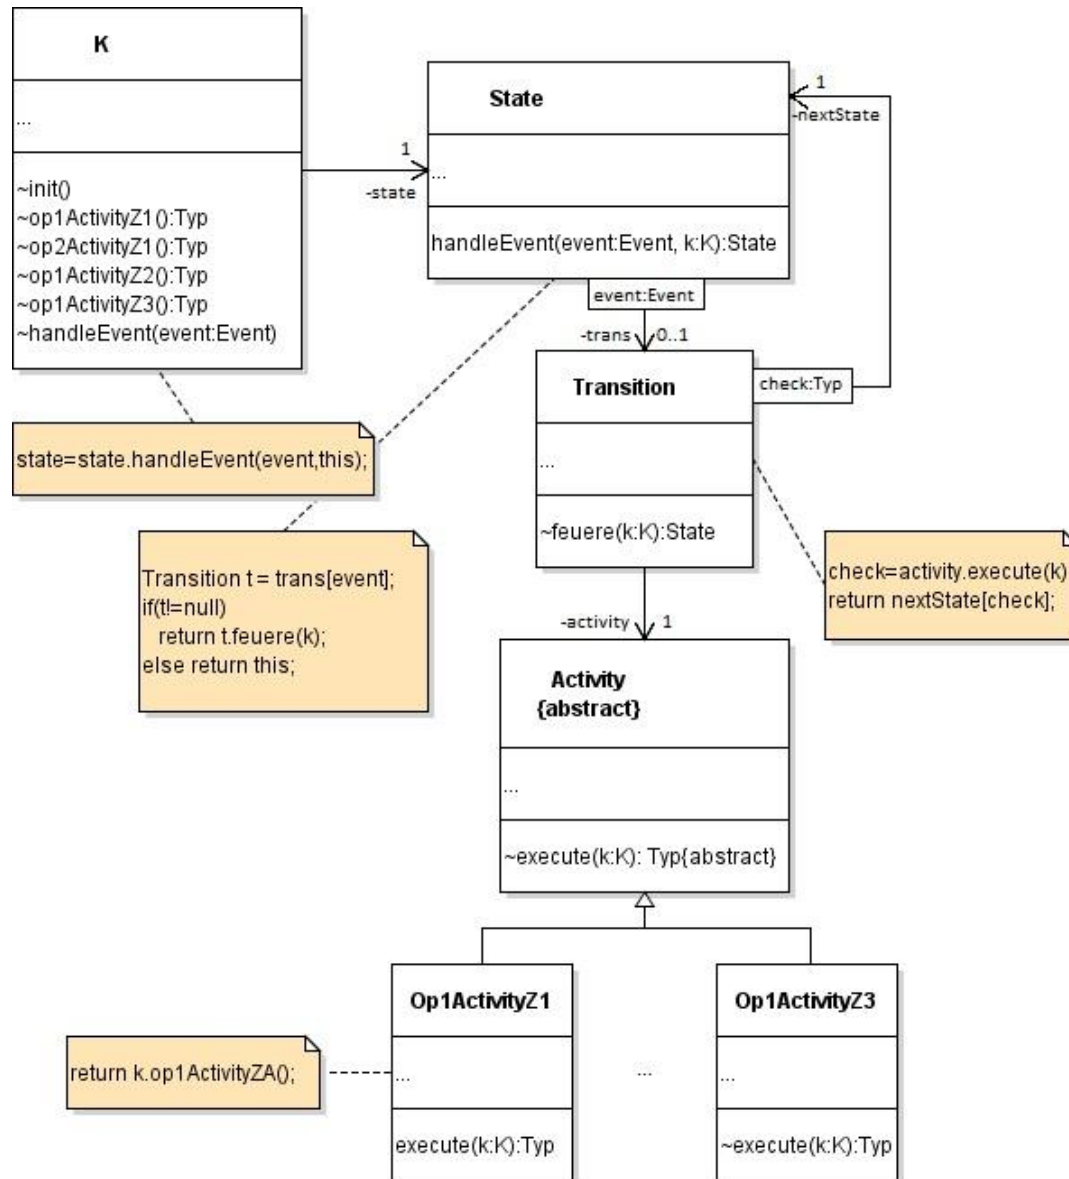 K
...
~init()
~op1ActivityZ1():Typ
~op2ActivityZ1():Typ
~op1ActivityZ2():Typ
~op1ActivityZ3():Typ
~handleEvent(event:Event)
1
-state
State
...
handleEvent(event:Event, k:K):State
1
-nextState
event:Event
-trans
0..1
Transition
...
~feuere(k:K):State
check:Typ
state=state.handleEvent(event,this);
Transition t = trans[event];
if(t!=null)
return t.feuere(k);
else return this;
check=activity.execute(k)
return nextState[check];
-activity
1
Activity
{abstract}
...
~execute(k:K): Typ{abstract}
Op1ActivityZ1
...
execute(k:K):Typ
...
Op1ActivityZ3
...
~execute(k:K):Typ
return k.op1ActivityZA();